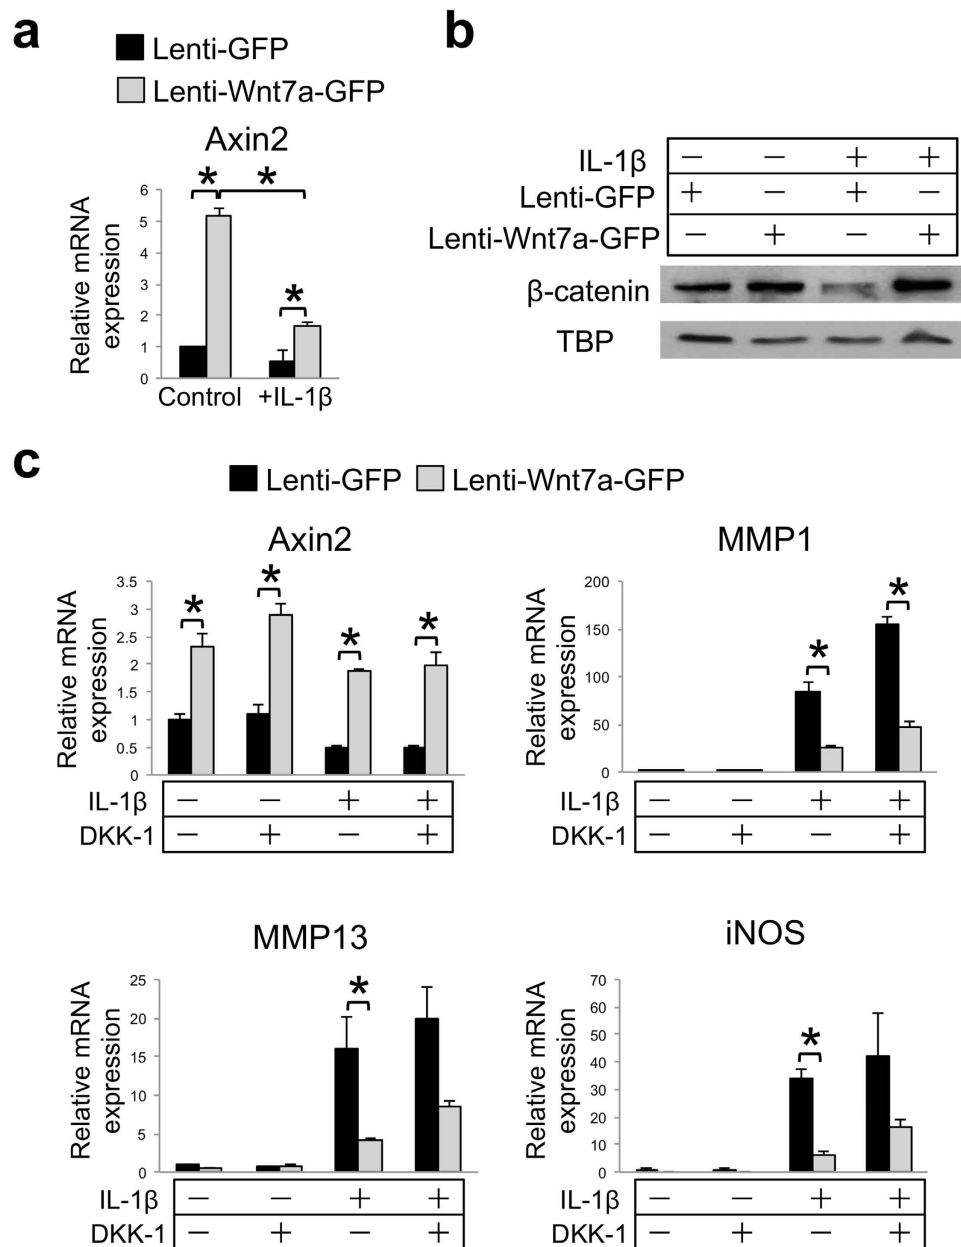 a
Lenti-GFP
Lenti-Wnt7a-GFP
Axin2
Relative mRNA
expression
6
5
4
3
2
1
0
* * *
Control +IL-1β
b
IL-1β − − + +
Lenti-GFP + − + −
Lenti-Wnt7a-GFP − + − +
β-catenin
TBP
c
Lenti-GFP Lenti-Wnt7a-GFP
Axin2
Relative mRNA
expression
3.5
3
2.5
2
1.5
1
0.5
0
* * * *
IL-1β − − + +
DKK-1 − + − +
MMP1
Relative mRNA
expression
200
150
100
50
0
* *
IL-1β − − + +
DKK-1 − + − +
MMP13
Relative mRNA
expression
25
20
15
10
5
0
*
IL-1β − − + +
DKK-1 − + − +
iNOS
Relative mRNA
expression
70
60
50
40
30
20
10
0
*
IL-1β − − + +
DKK-1 − + − +